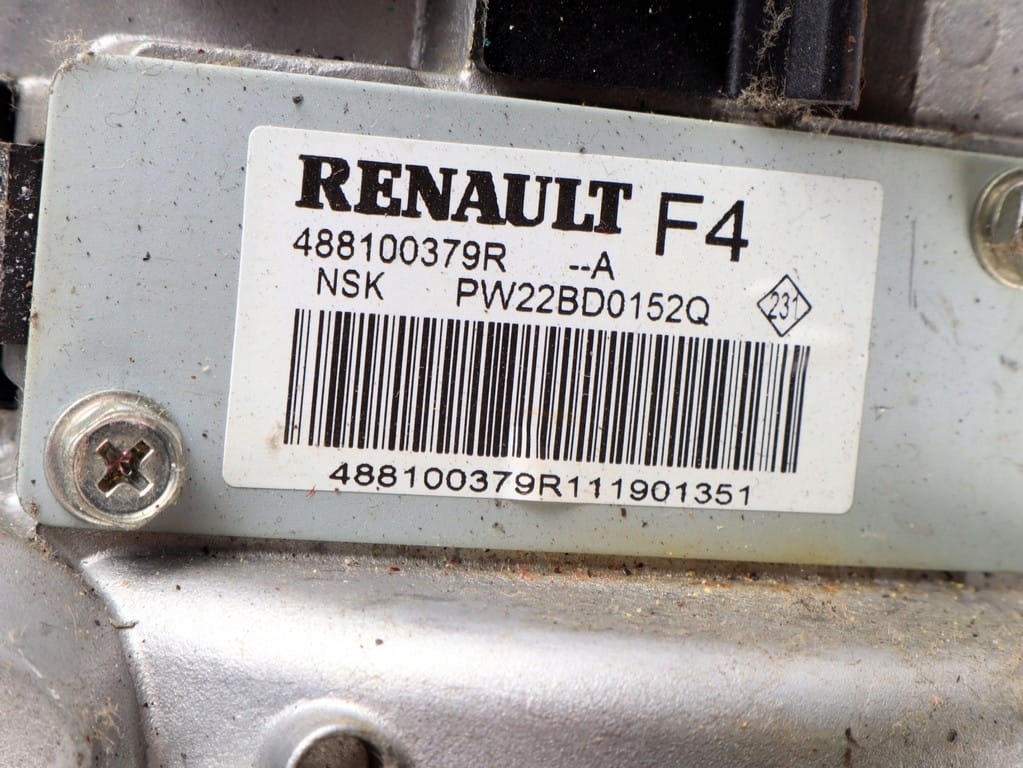 RENAULT F4
488100379R --A
NSK PW22BD0152Q
231
488100379R111901351